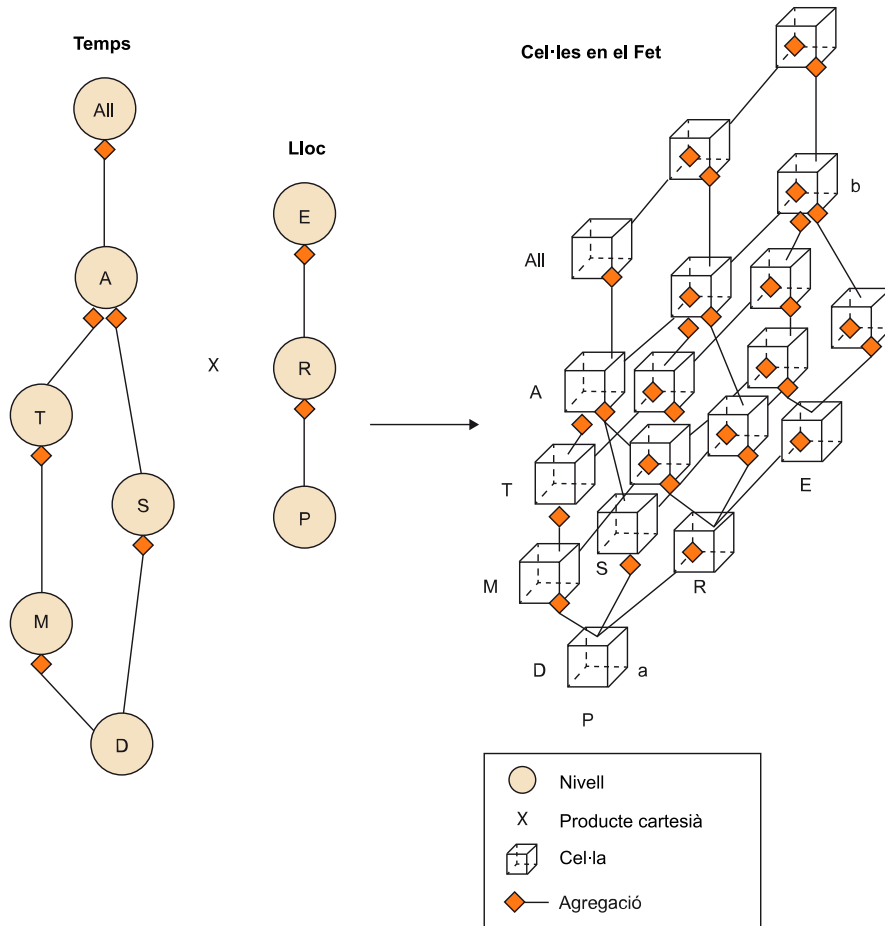 Temps
Cel·les en el Fet
All
Lloc
b
E
All
A
X
R
A
T
T
E
S
P
S
M
R
M
D
a
D
P
Nivell
X Producte cartesià
Cel·la
Agregació